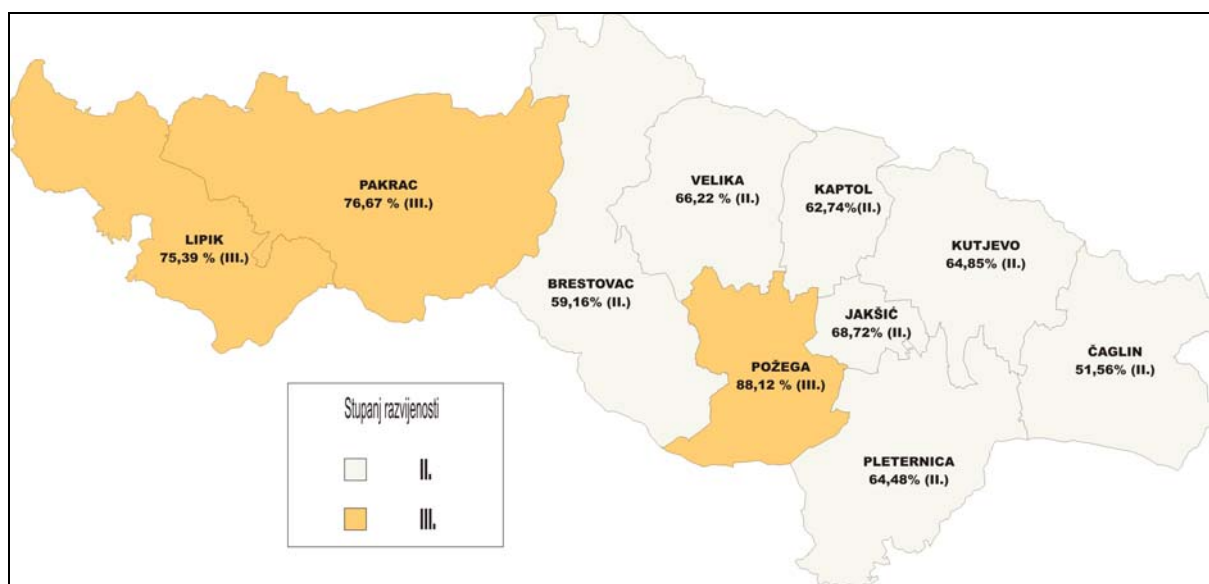 PAKRAC
76,67 % (III.)
LIPIK
75,39 % (III.)
BRESTOVAC
59,16% (II.)
VELIKA
66,22 % (II.)
KAPTOL
62,74%(II.)
KUTJEVO
64,85% (II.)
JAKŠIĆ
68,72% (II.)
ČAGLIN
51,56% (II.)
POŽEGA
88,12 % (III.)
PLETERNICA
64,48% (II.)
Stupanj razvijenosti
II.
III.